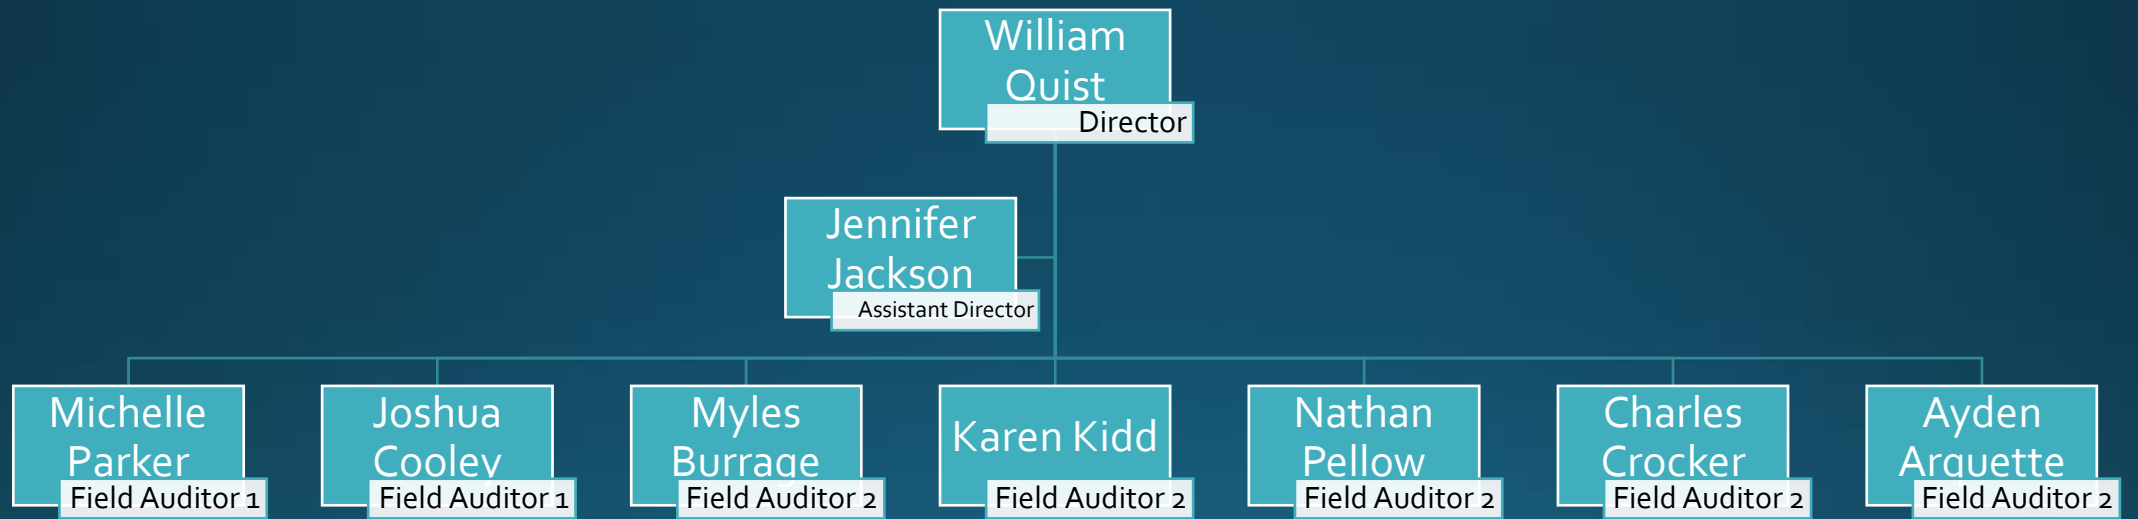 William
Quist
Director
Jennifer
Jackson
Assistant Director
Michelle
Parker
Field Auditor 1
Joshua
Cooley
Field Auditor 1
Myles
Burrage
Field Auditor 2
Karen Kidd
Field Auditor 2
Nathan
Pellow
Field Auditor 2
Charles
Crocker
Field Auditor 2
Ayden
Arquette
Field Auditor 2